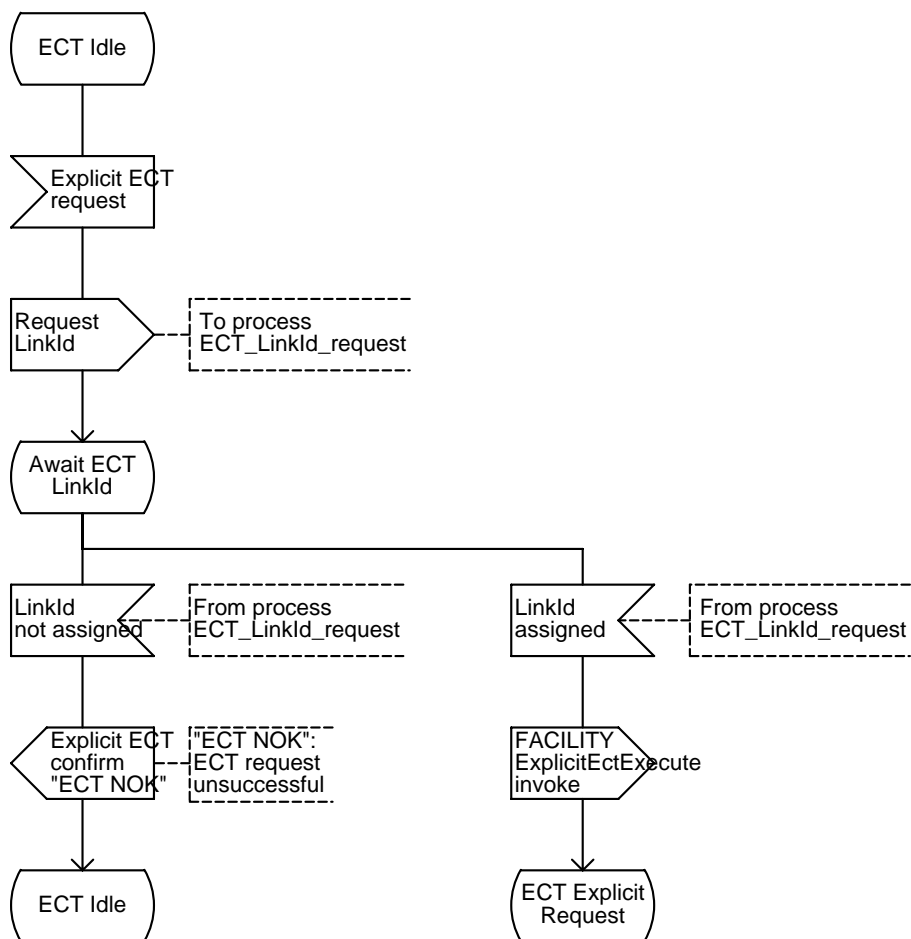 ECT Idle
Explicit ECT
request
Request
LinkId
To process
ECT_LinkId_request
Await ECT
LinkId
LinkId
not assigned
From process
ECT_LinkId_request
LinkId
assigned
From process
ECT_LinkId_request
Explicit ECT
confirm
"ECT NOK"
"ECT NOK":
ECT request
unsuccessful
FACILITY
ExplicitEctExecute
invoke
ECT Idle
ECT Explicit
Request